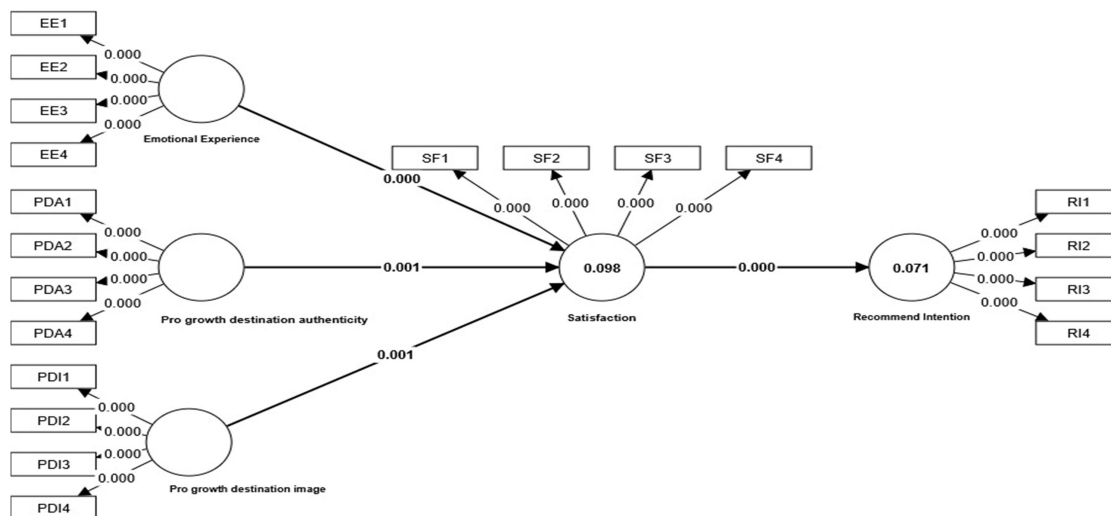 EE1
0.000
EE2
0.000
EE3
0.000
EE4
0.000
Emotional Experience
PDA1
0.000
PDA2
0.000
PDA3
0.000
PDA4
0.000
Pro growth destination authenticity
PDI1
0.000
PDI2
0.000
PDI3
0.000
PDI4
0.000
Pro growth destination image
0.000
0.001
0.001
SF1
SF2
SF3
SF4
0.000
0.000
0.000
0.000
0.098
Satisfaction
0.000
0.071
Recommend Intention
RI1
0.000
RI2
0.000
RI3
0.000
RI4
0.000